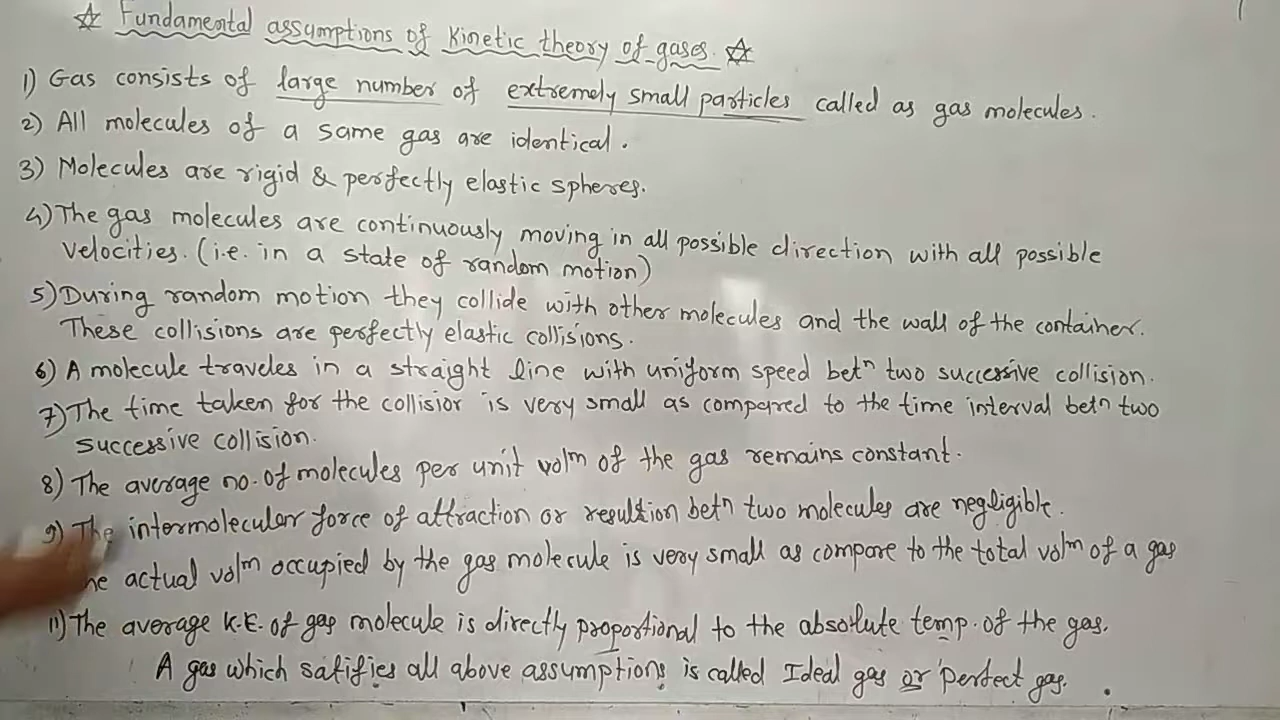 ☆ Fundamental assumptions of Kinetic theory of gases. ☆
1) Gas consists of large number of extremely small particles called as gas molecules.
2) All molecules of a same gas are identical.
3) Molecules are rigid & perfectly elastic spheres.
4) The gas molecules are continuously moving in all possible direction with all possible
velocities. (i.e. in a state of random motion)
5) During random motion they collide with other molecules and the wall of the container.
These collisions are perfectly elastic collisions.
6) A molecule traveles in a straight line with uniform speed betn two successive collision.
7) The time taken for the collision is very small as compared to the time interval betn two
successive collision.
8) The average no. of molecules per unit volm of the gas remains constant.
9) The intermolecular force of attraction or betn two molecules are negligible.
actual volm occupied by the gas molecule is very small as compare to the total volm of a gas
11) The average K.E. of gas molecule is directly proportional to the absolute temp. of the gas.
A gas which satifies all above assumptions is called Ideal gas or Perfect gas.